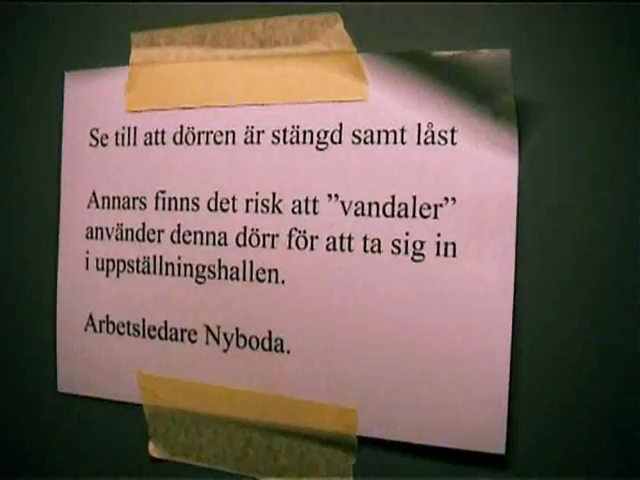 Se till att dörren är stängd samt låst
Annars finns det risk att ”vandaler”
använder denna dörr för att ta sig in
i uppställningshallen.
Arbetsledare Nyboda.